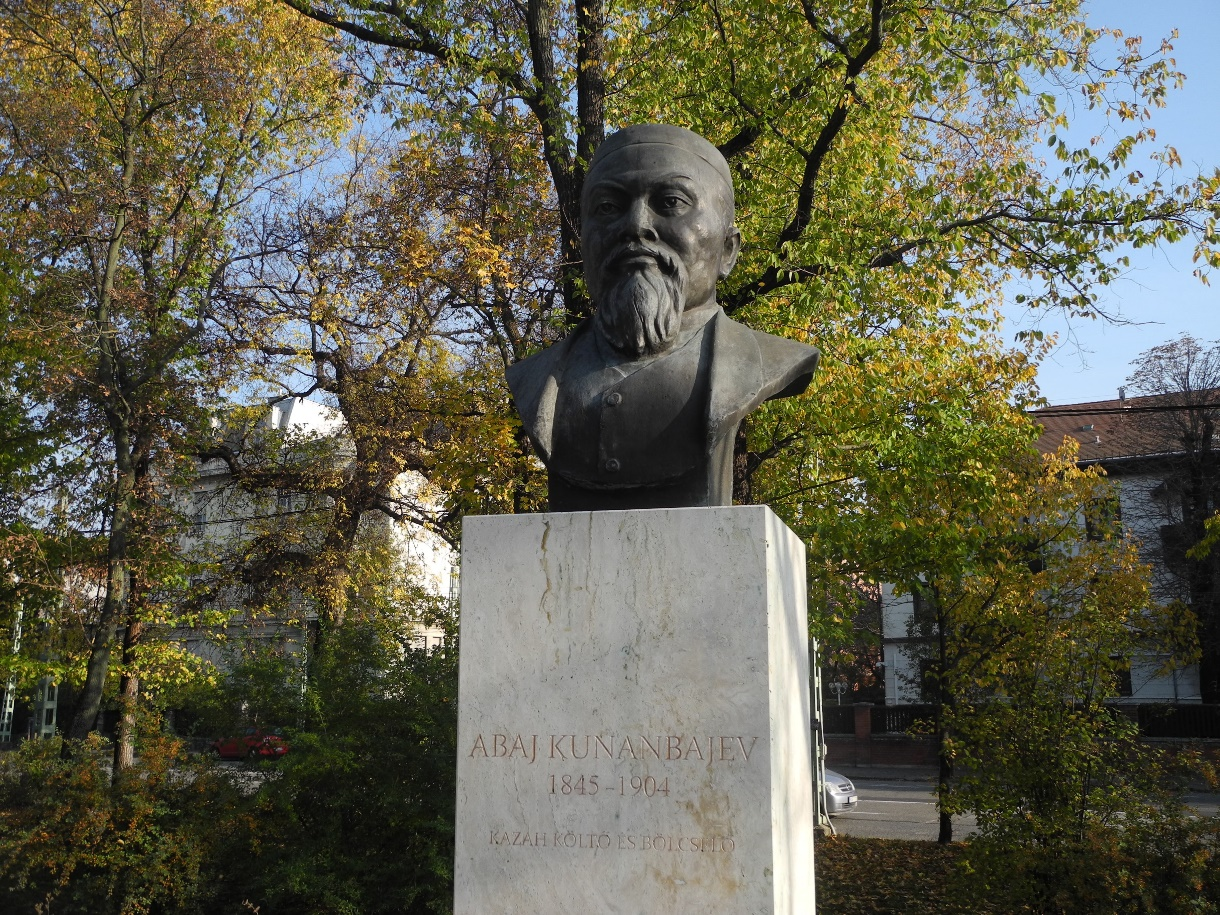 ABAJ KUNANBAJEV
1845–1904
KAZAH KÖLTŐ ÉS BÖLCSELŐ